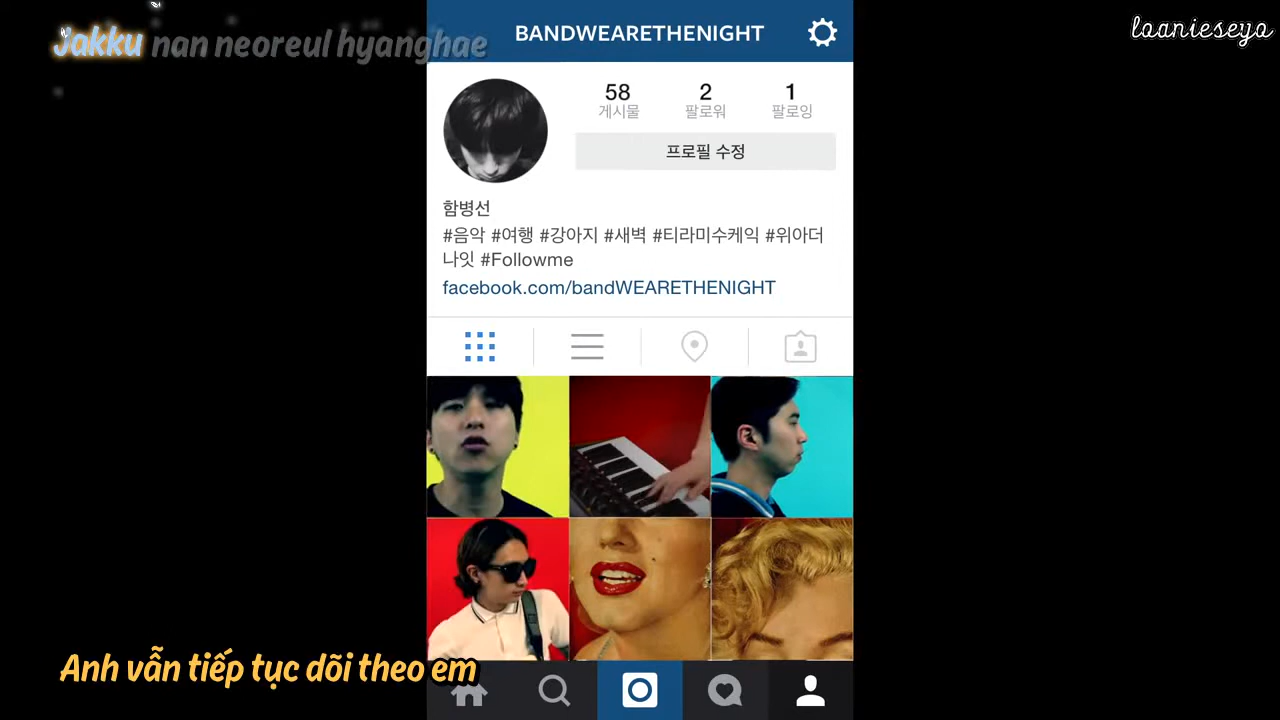 Jakku nan neoreul hyanghae
BANDWEARETHENIGHT
loanieseyo
58 2 1
게시물 팔로워 팔로잉
프로필 수정
함병선
#음악 #여행 #강아지 #새벽 #티라미수케익 #위아더
나잇 #Followme
facebook.com/bandWEARETHENIGHT
Anh vẫn tiếp tục dõi theo em